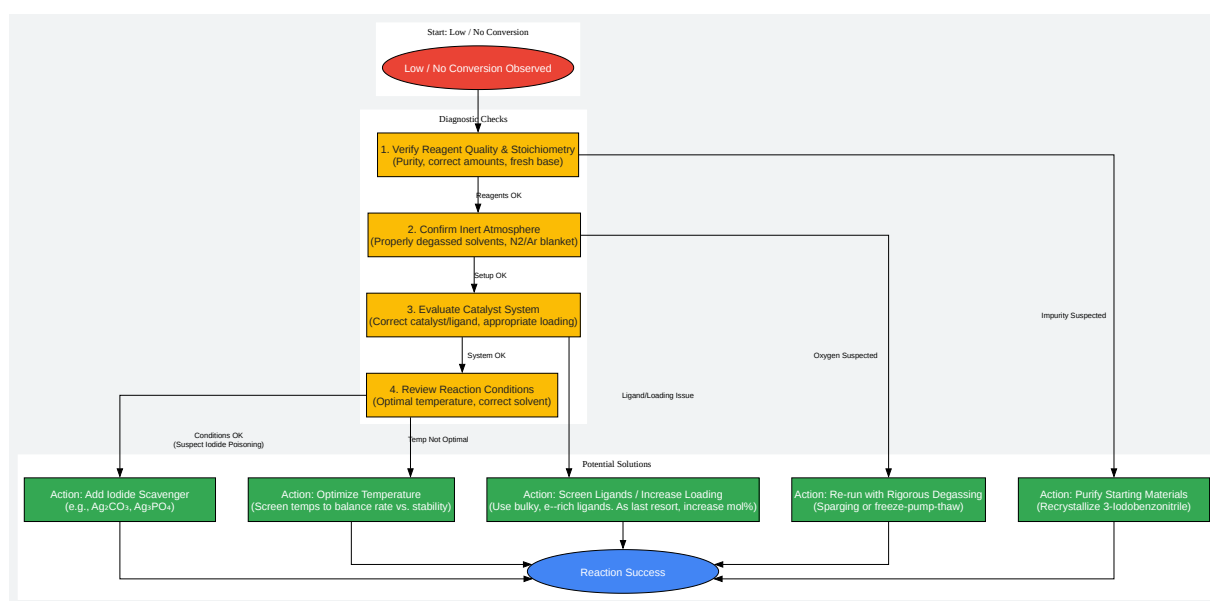 Start: Low / No Conversion
Low / No Conversion Observed
Diagnostic Checks
1. Verify Reagent Quality & Stoichiometry
(Purity, correct amounts, fresh base)
Reagents OK
2. Confirm Inert Atmosphere
(Properly degassed solvents, N2/Ar blanket)
Setup OK
3. Evaluate Catalyst System
(Correct catalyst/ligand, appropriate loading)
Impurity Suspected
System OK
Oxygen Suspected
4. Review Reaction Conditions
(Optimal temperature, correct solvent)
Ligand/Loading Issue
Conditions OK
(Suspect Iodide Poisoning)
Temp Not Optimal
Potential Solutions
Action: Add Iodide Scavenger
(e.g., Ag₂CO₃, Ag₃PO₄)
Action: Optimize Temperature
(Screen temps to balance rate vs. stability)
Action: Screen Ligands / Increase Loading
(Use bulky, e--rich ligands. As last resort, increase mol%)
Action: Re-run with Rigorous Degassing
(Sparging or freeze-pump-thaw)
Action: Purify Starting Materials
(Recrystallize 3-Iodobenzonitrile)
Reaction Success